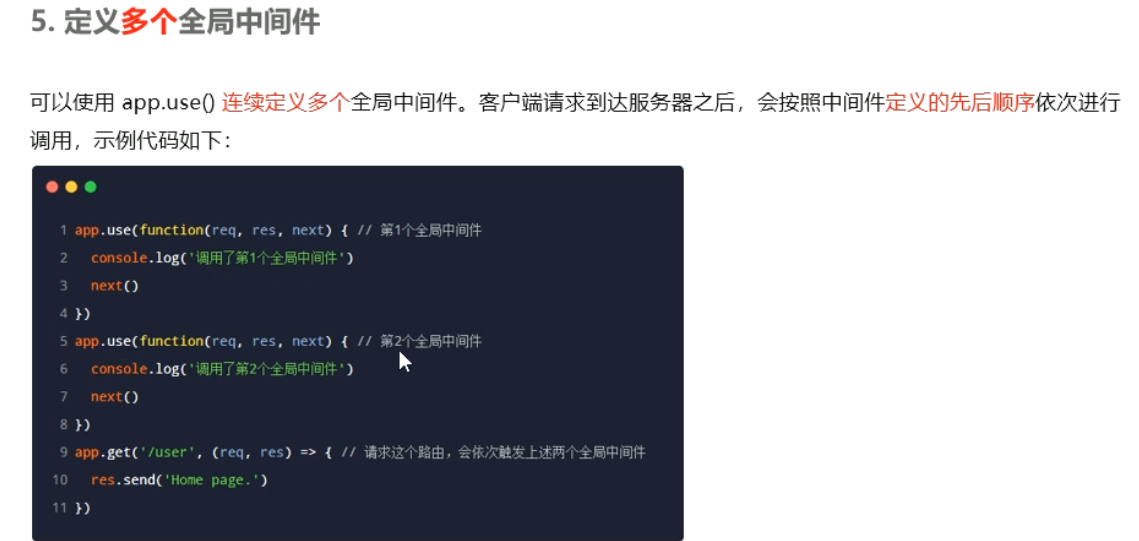 5. 定义多个全局中间件
可以使用 app.use() 连续定义多个全局中间件。客户端请求到达服务器之后，会按照中间件定义的先后顺序依次进行
调用，示例代码如下：
1 app.use(function(req, res, next) { // 第1个全局中间件
2   console.log('调用了第1个全局中间件')
3   next()
4 })
5 app.use(function(req, res, next) { // 第2个全局中间件
6   console.log('调用了第2个全局中间件')
7   next()
8 })
9 app.get('/user', (req, res) => { // 请求这个路由，会依次触发上述两个全局中间件
10   res.send('Home page.')
11 })